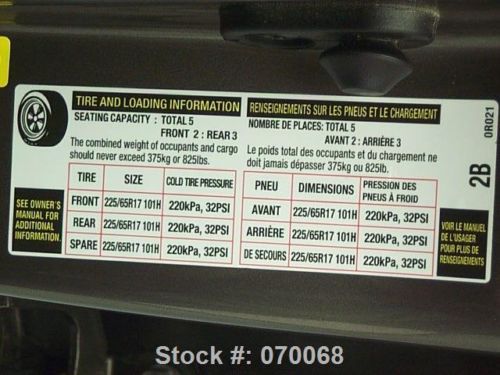 TIRE AND LOADING INFORMATION
SEATING CAPACITY : TOTAL 5
FRONT 2 : REAR 3
The combined weight of occupants and cargo
should never exceed 375kg or 825lbs.
TIRE SIZE COLD TIRE PRESSURE
FRONT 225/65R17 101H 220kPa, 32PSI
REAR 225/65R17 101H 220kPa, 32PSI
SPARE 225/65R17 101H 220kPa, 32PSI
SEE OWNER'S
MANUAL FOR
ADDITIONAL
INFORMATION.
RENSEIGNEMENTS SUR LES PNEUS ET LE CHARGEMENT
NOMBRE DE PLACES: TOTAL 5
AVANT 2 : ARRIÈRE 3
Le poids total des occupants et du chargement ne
doit jamais dépasser 375kg ou 825lb.
PNEU DIMENSIONS PRESSION DES
PNEUS À FROID
AVANT 225/65R17 101H 220kPa, 32PSI
ARRIÈRE 225/65R17 101H 220kPa, 32PSI
DE SECOURS 225/65R17 101H 220kPa, 32PSI
VOIR LE MANUEL
DE L'USAGER
POUR PLUS DE
RENSEIGNEMENTS
0R021
2B
Stock #: 070068